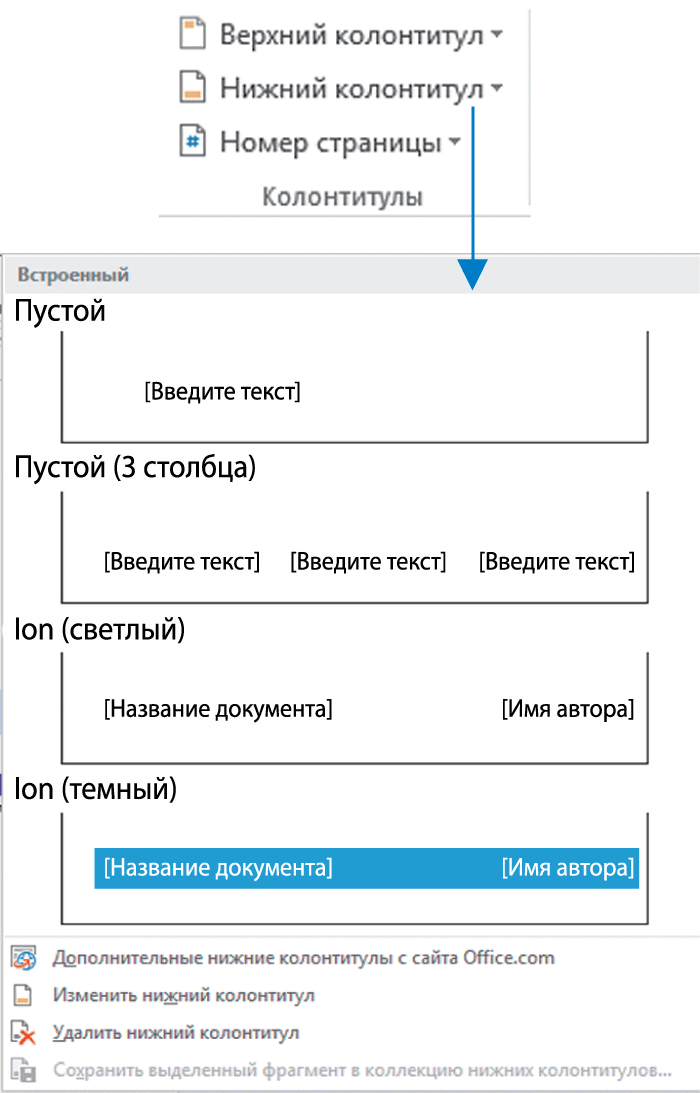 Верхний колонтитул
Нижний колонтитул
# Номер страницы
Колонтитулы
Встроенный
Пустой
[Введите текст]
Пустой (3 столбца)
[Введите текст] [Введите текст] [Введите текст]
Ion (светлый)
[Название документа] [Имя автора]
Ion (темный)
[Название документа] [Имя автора]
Дополнительные нижние колонтитулы с сайта Office.com
Изменить нижний колонтитул
Удалить нижний колонтитул
Сохранить выделенный фрагмент в коллекцию нижних колонтитулов...